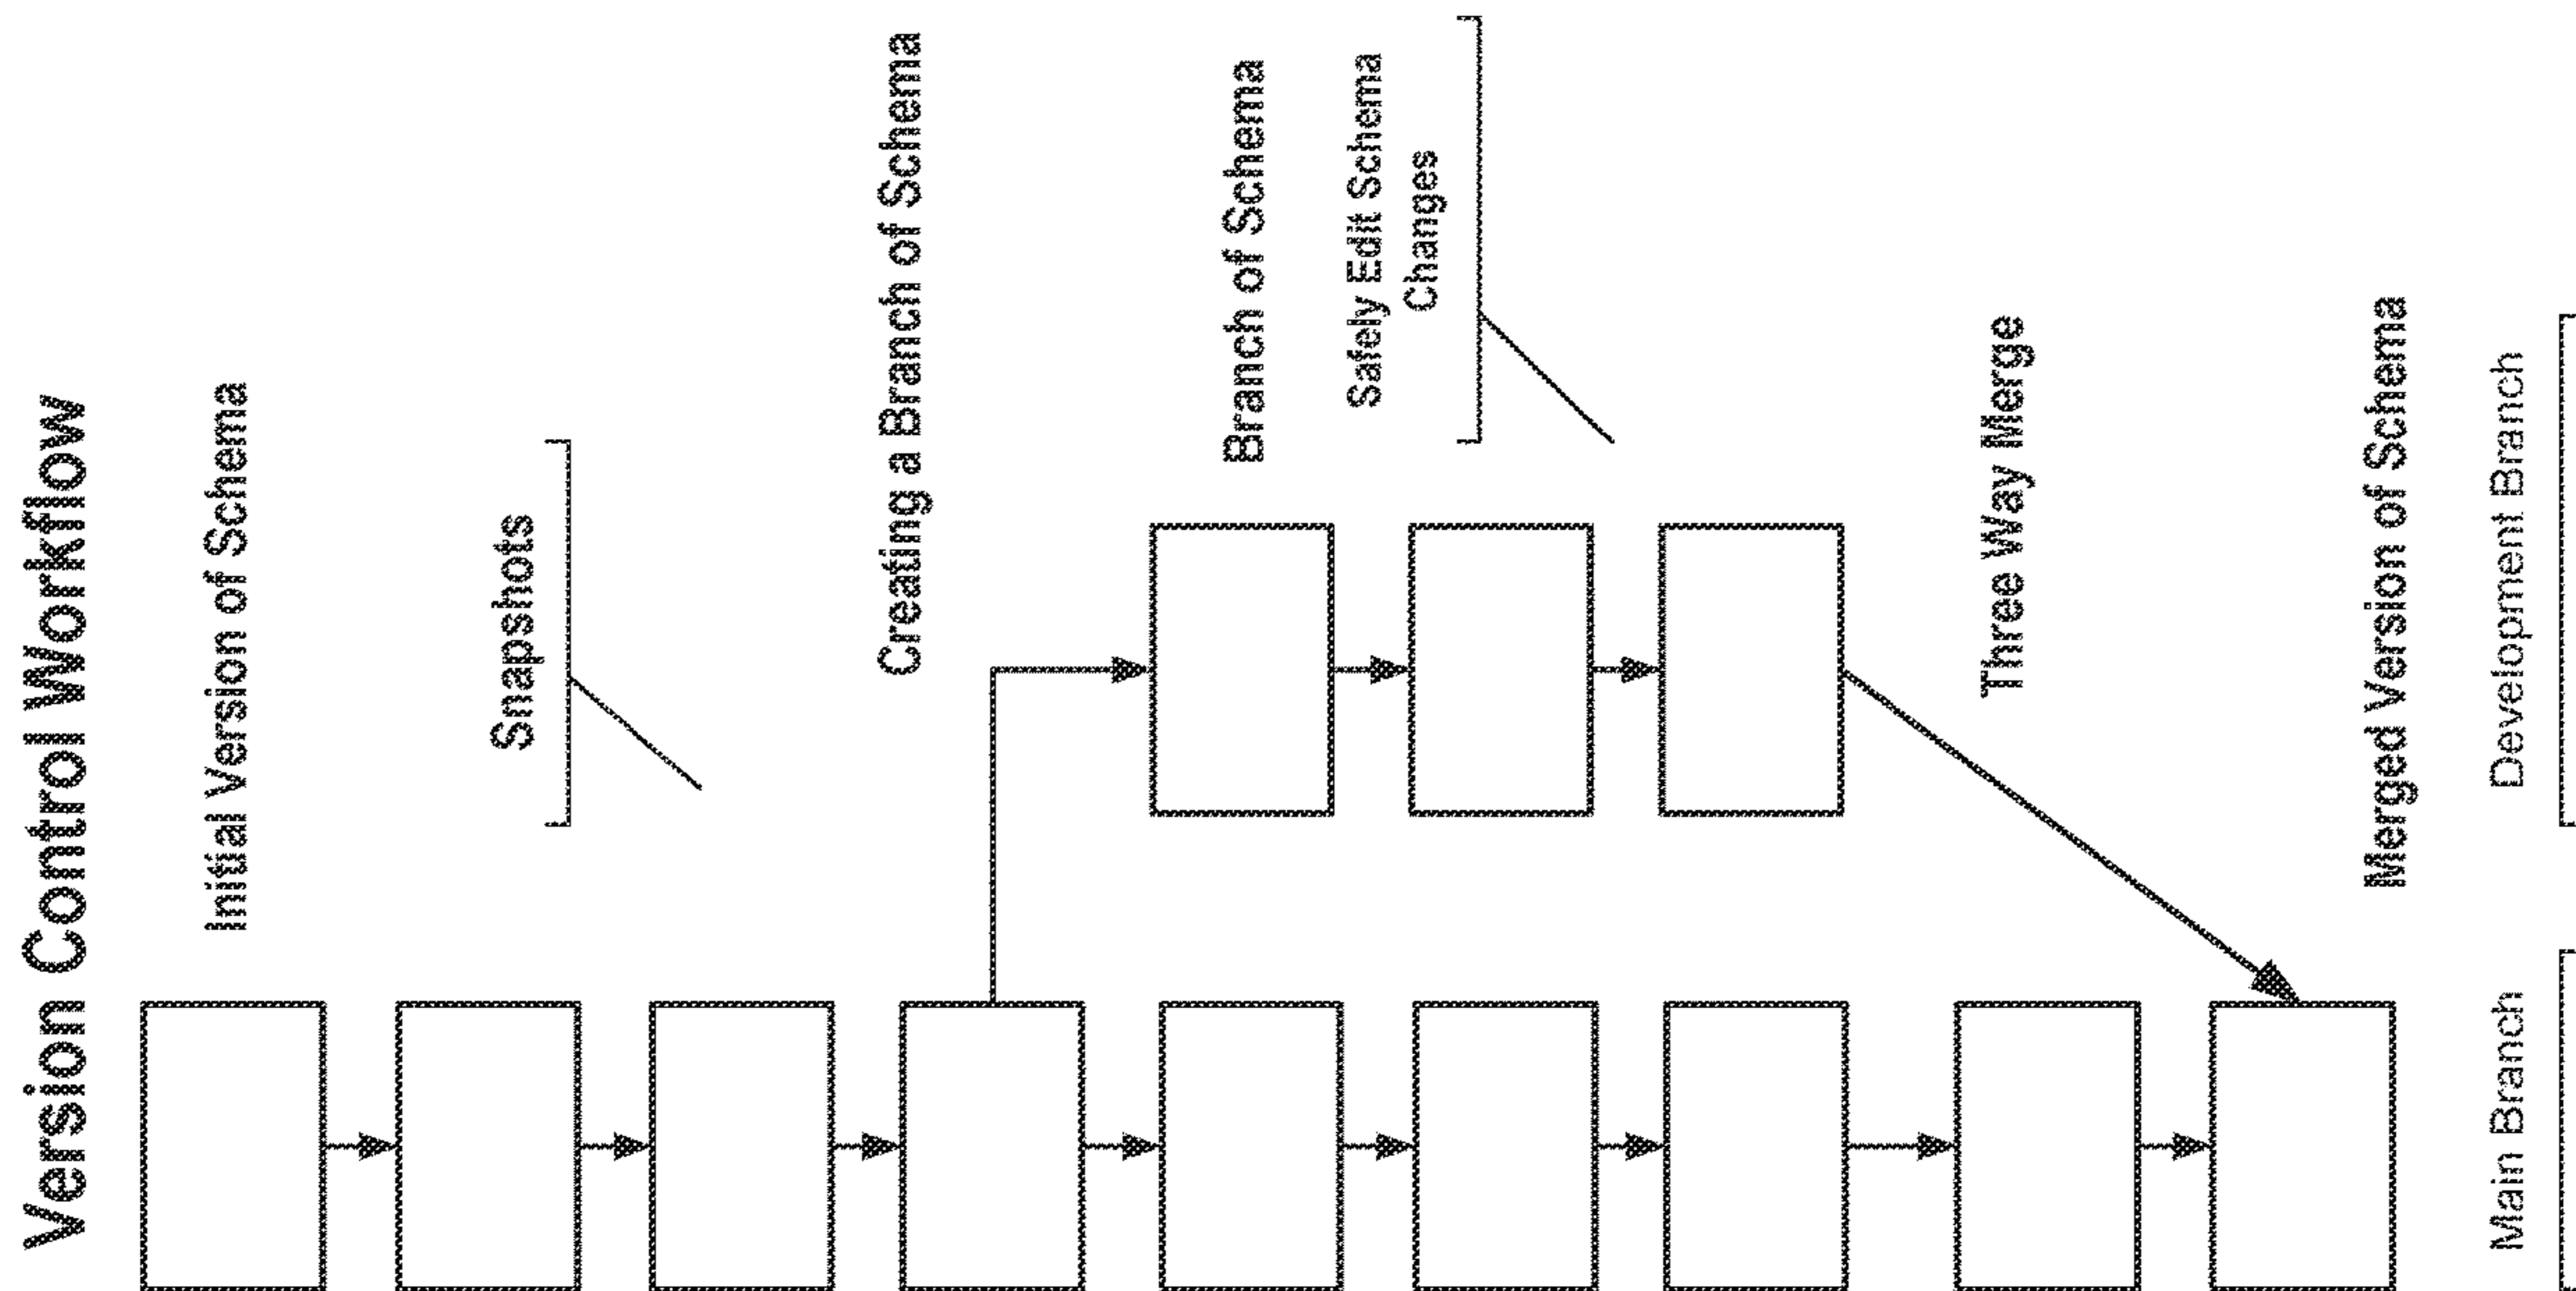 Version Control Workflow
Initial Version of Schema
Snapshots
Creating a Branch of Schema
Branch of Schema
Safely Edit Schema
Changes
Three Way Merge
Merged Version of Schema
Main Branch
Development Branch